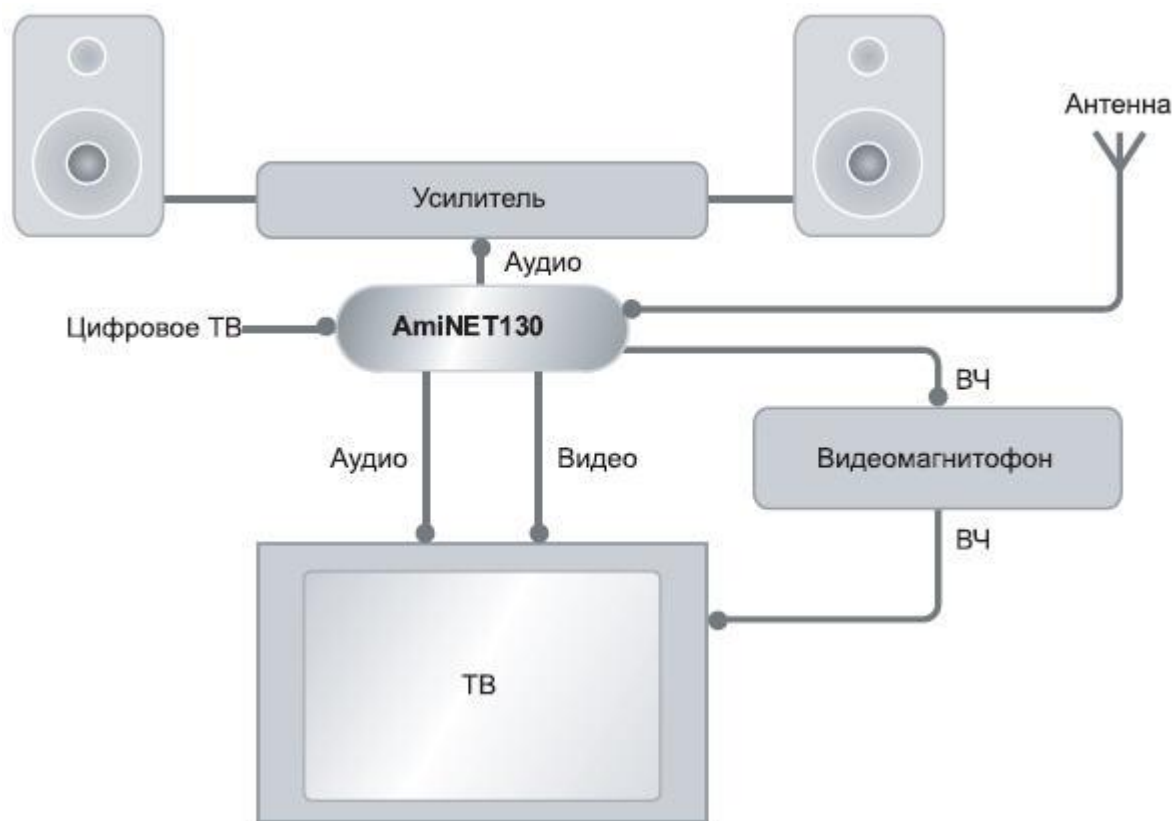 Антенна
Усилитель
Аудио
Цифровое ТВ
AmiNET130
ВЧ
Аудио
Видео
Видеомагнитофон
ВЧ
ТВ